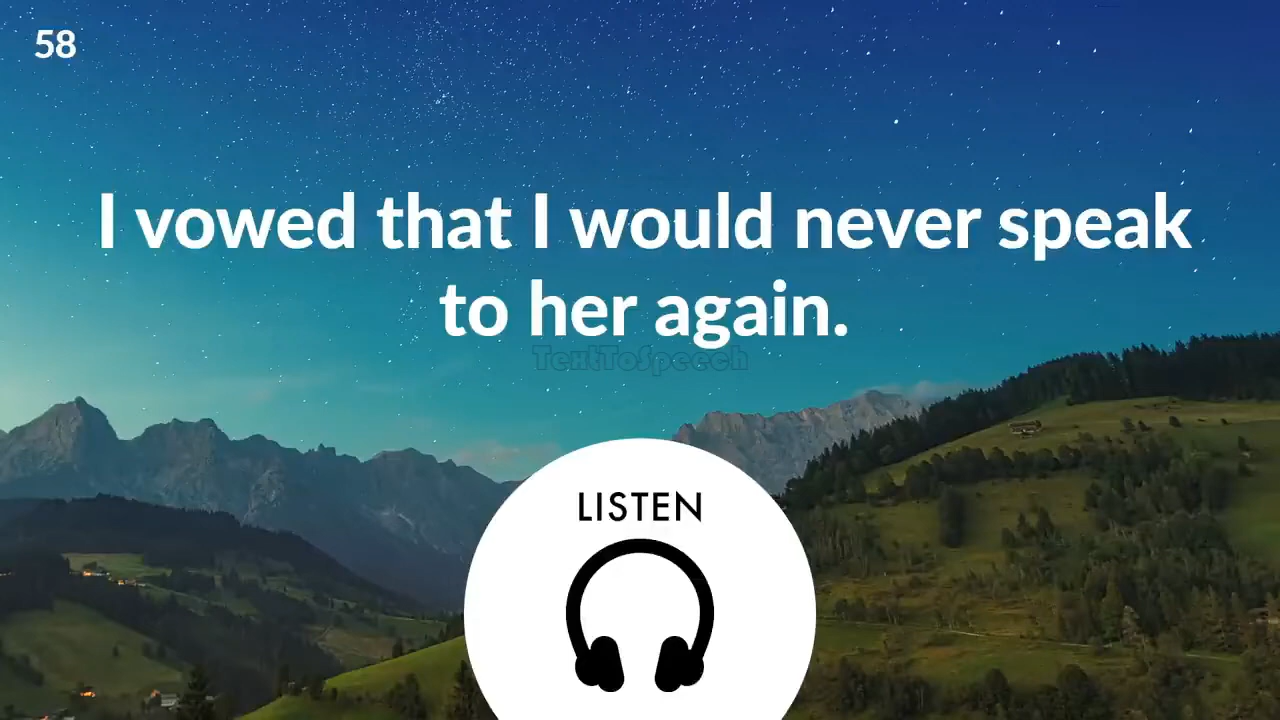 58
I vowed that I would never speak
to her again.
TextToSpeech
LISTEN